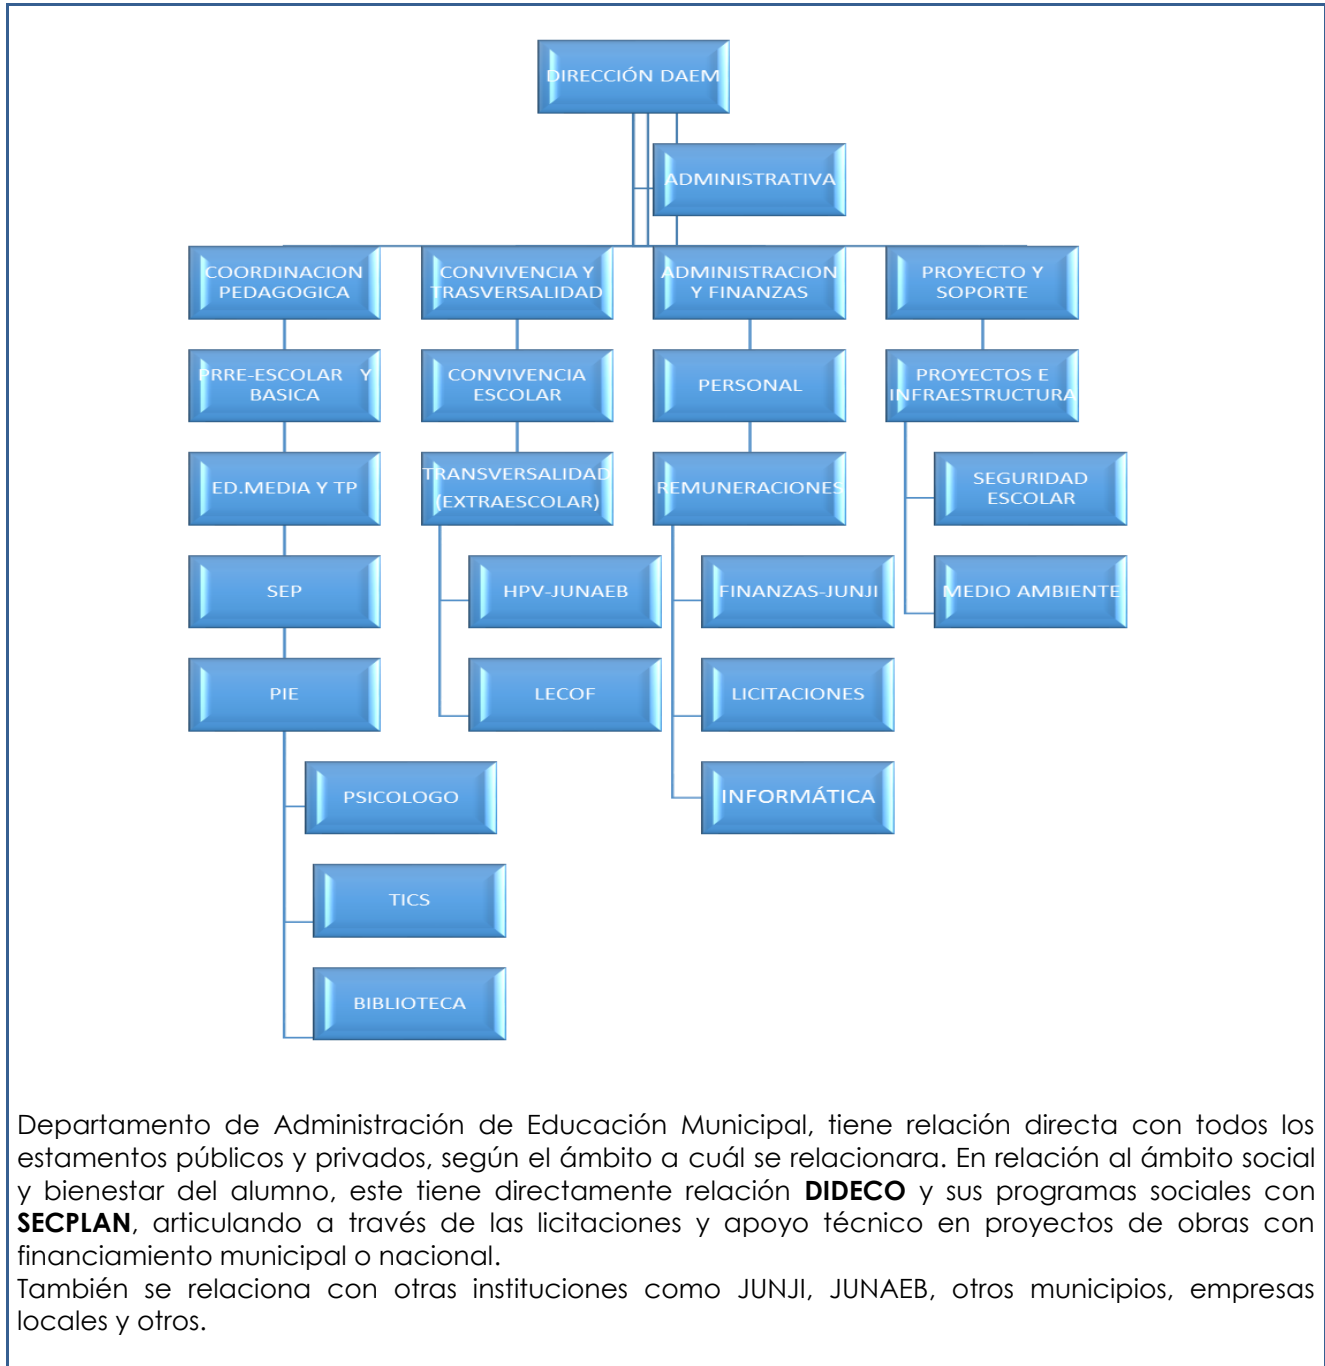 DIRECCIÓN DAEM
ADMINISTRATIVA
COORDINACION
PEDAGOGICA
CONVIVENCIA Y
TRASVERSALIDAD
ADMINISTRACION
Y FINANZAS
PROYECTO Y
SOPORTE
PRRE-ESCOLAR Y
BASICA
CONVIVENCIA
ESCOLAR
PERSONAL
PROYECTOS E
INFRAESTRUCTURA
ED.MEDIA Y TP
TRANSVERSALIDAD
(EXTRAESCOLAR)
REMUNERACIONES
SEGURIDAD
ESCOLAR
SEP
HPV-JUNAEB
FINANZAS-JUNJI
MEDIO AMBIENTE
PIE
LECOF
LICITACIONES
PSICOLOGO
INFORMÁTICA
TICS
BIBLIOTECA
Departamento de Administración de Educación Municipal, tiene relación directa con todos los
estamentos públicos y privados, según el ámbito a cuál se relacionara. En relación al ámbito social
y bienestar del alumno, este tiene directamente relación DIDECO y sus programas sociales con
SECPLAN, articulando a través de las licitaciones y apoyo técnico en proyectos de obras con
financiamiento municipal o nacional.
También se relaciona con otras instituciones como JUNJI, JUNAEB, otros municipios, empresas
locales y otros.